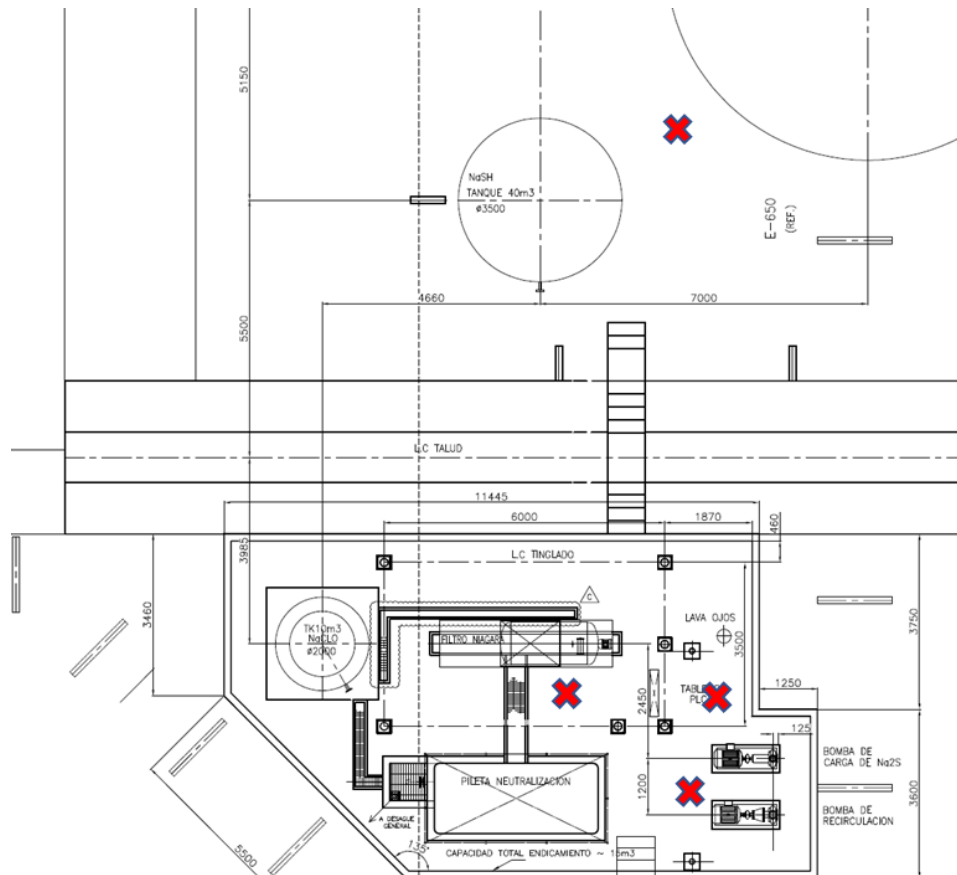 5150
NaSH
TANQUE 40m3
ø3500
E-650
(REF.)
4660
7000
5500
L.C TALUD
11445
6000
1870
460
3985
L.C TINGLADO
3460
C
TK10m3
NaCLO
ø2000
FILTRO NIAGARA
LAVA OJOS
3500
3750
2450
PLC
1250
125
BOMBA DE
CARGA DE Na2S
PILETA NEUTRALIZACION
1200
BOMBA DE
RECIRCULACION
3600
A DESAGUE
GENERAL
135°
CAPACIDAD TOTAL ENDICAMIENTO ~ 15m3
5500